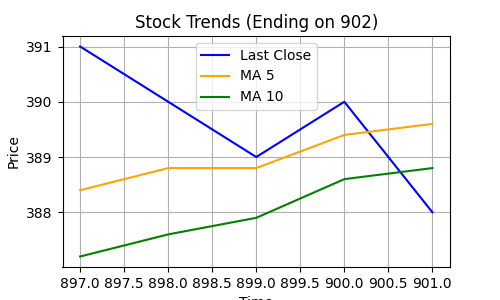 Stock Trends (Ending on 902)
Last Close
MA 5
MA 10
Price
391
390
389
388
897.0 897.5 898.0 898.5 899.0 899.5 900.0 900.5 901.0
Time